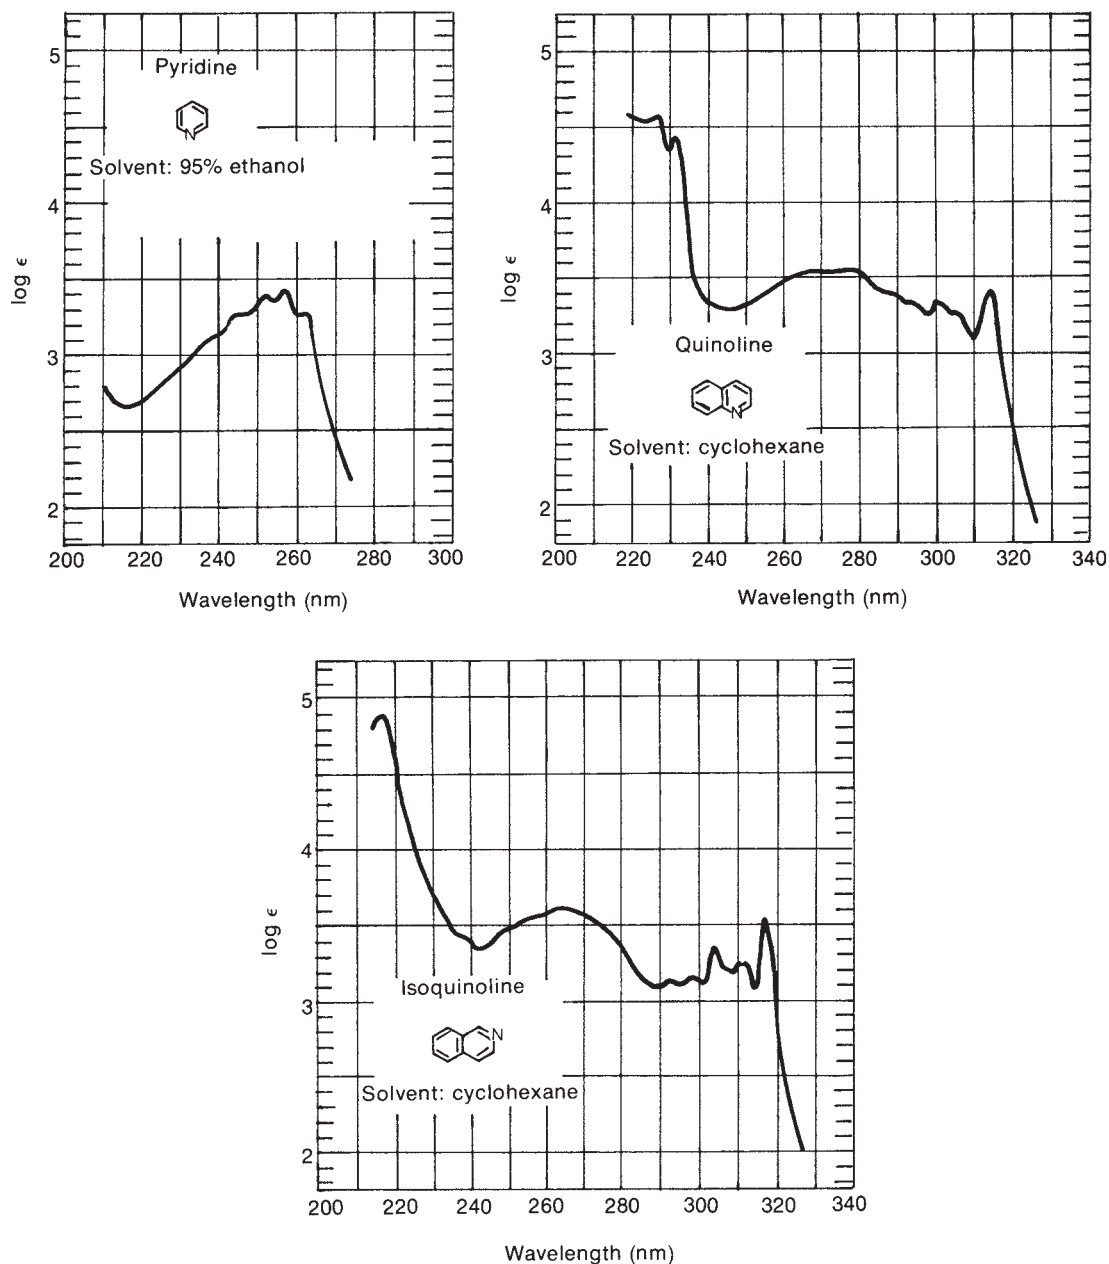 5
Pyridine
N
Solvent: 95% ethanol
4
log ϵ
3
2
200 220 240 260 280 300
Wavelength (nm)
5
4
log ϵ
Quinoline
3
N
Solvent: cyclohexane
2
200 220 240 260 280 300 320 340
Wavelength (nm)
5
4
log ϵ
Isoquinoline
3
N
Solvent: cyclohexane
2
200 220 240 260 280 300 320 340
Wavelength (nm)